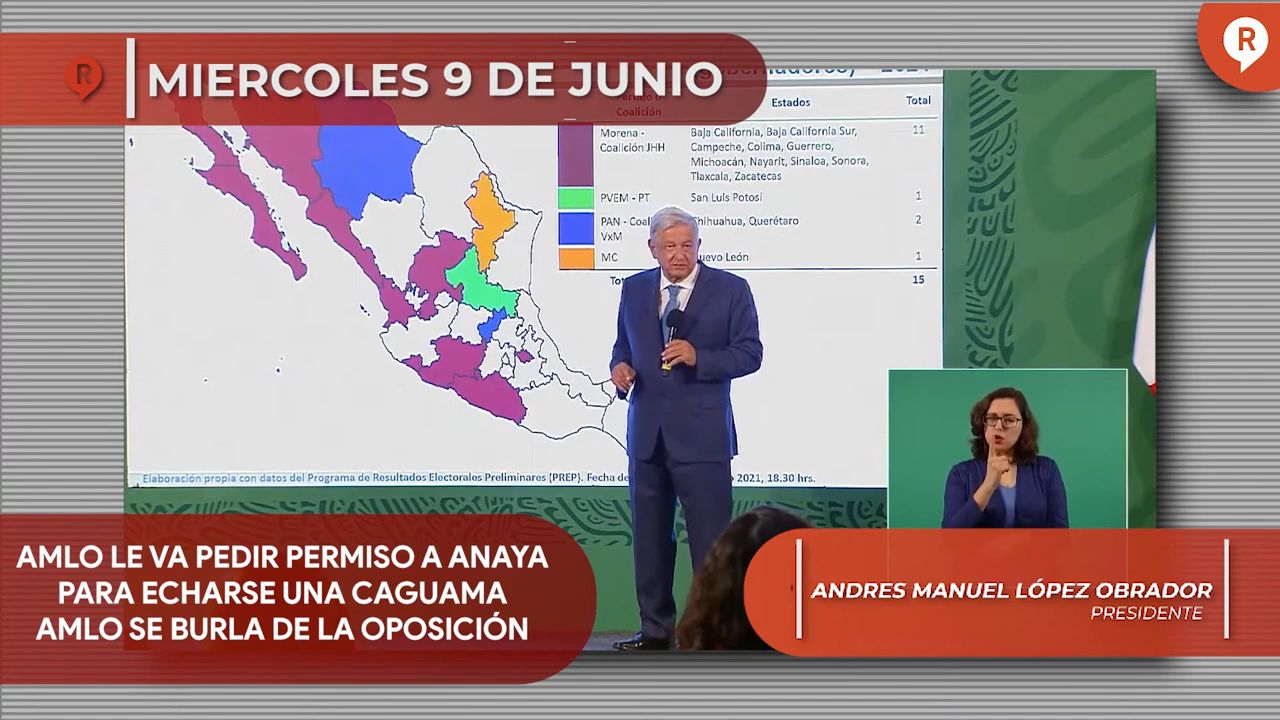 R
MIERCOLES 9 DE JUNIO
R
Partido o
Coalición
Estados
Total
Morena -
Coalición JHH
Baja California, Baja California Sur,
Campeche, Colima, Guerrero,
Michoacán, Nayarit, Sinaloa, Sonora,
Tlaxcala, Zacatecas
11
PVEM - PT
San Luis Potosí
1
PAN -
VxM
Chihuahua, Querétaro
2
MC
Nuevo León
1
15
Elaboración propia con datos del Programa de Resultados Electorales Preliminares (PREP). Fecha de 2021, 18.30 hrs.
AMLO LE VA PEDIR PERMISO A ANAYA
PARA ECHARSE UNA CAGUAMA
AMLO SE BURLA DE LA OPOSICIÓN
ANDRES MANUEL LÓPEZ OBRADOR
PRESIDENTE